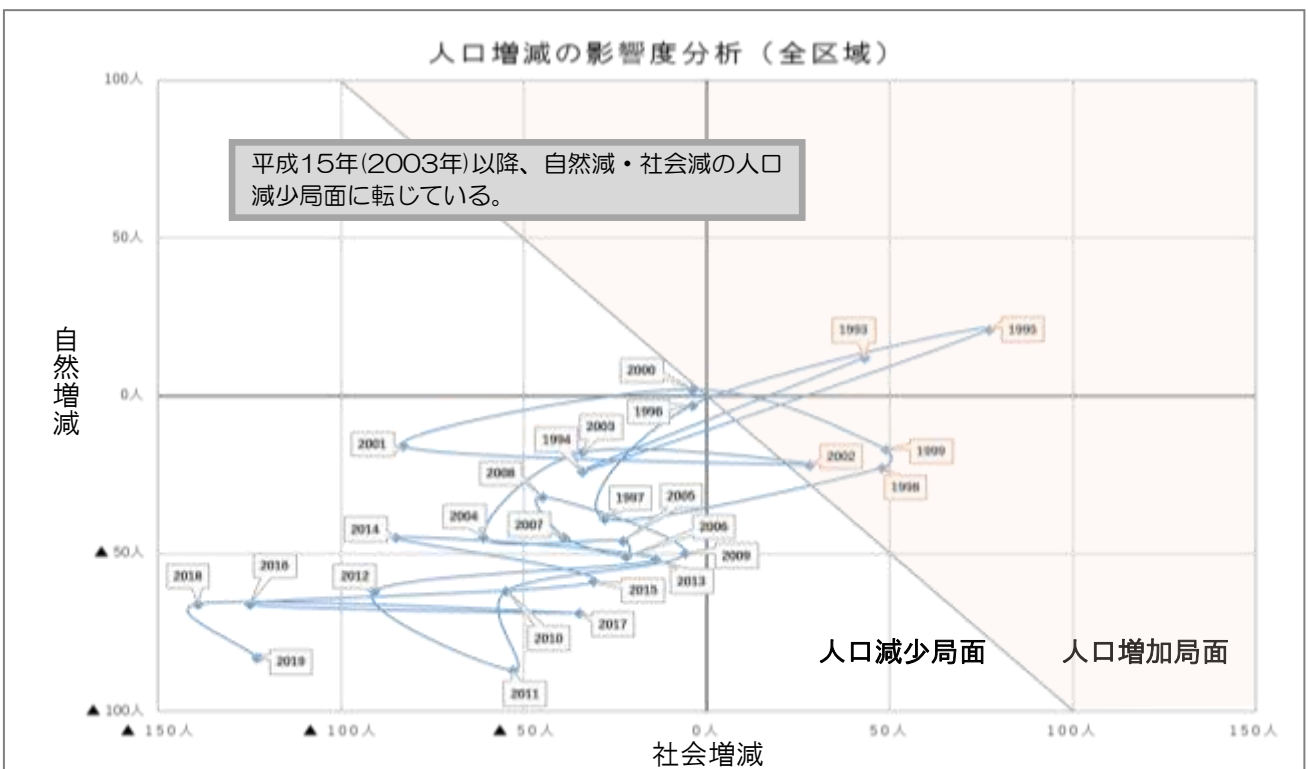 人口増減の影響度分析（全区域）
100人
平成15年(2003年)以降、自然減・社会減の人口
減少局面に転じている。
50人
自然増減
1993
1995
2000
0人
1996
2003
1994
2001
2002
1999
2008
1998
1997
2005
2004
2007
2006
2014
▲ 50人
2009
2016
2018
2012
2013
2015
2017
2010
人口減少局面
人口増加局面
2019
2011
▲ 100人
▲ 150人
▲ 100人
▲ 50人
0人
50人
100人
150人
社会増減